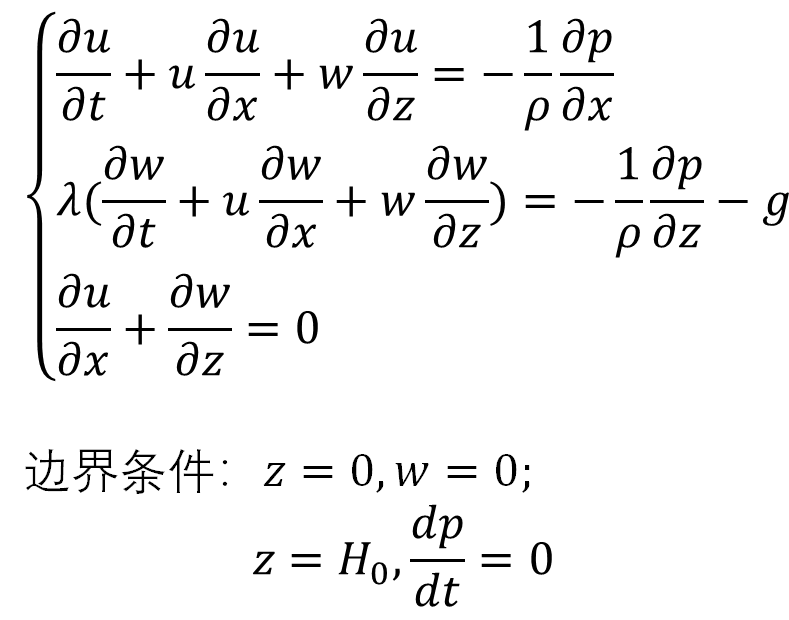 ∂u/∂t + u ∂u/∂x + w ∂u/∂z = − 1/ρ ∂p/∂x
λ(∂w/∂t + u ∂w/∂x + w ∂w/∂z) = − 1/ρ ∂p/∂z − g
∂u/∂x + ∂w/∂z = 0
边界条件：z = 0, w = 0;
z = H₀, dp/dt = 0